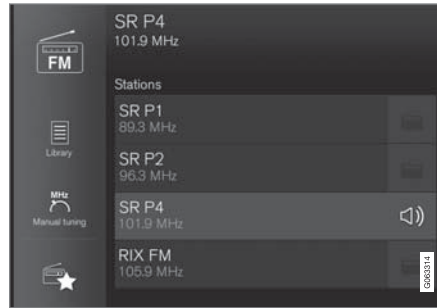 SR P4
101.9 MHz
FM
Stations
SR P1
89.3 MHz
Library
SR P2
96.3 MHz
MHz
Manual tuning
SR P4
101.9 MHz
RIX FM
105.9 MHz
G063314